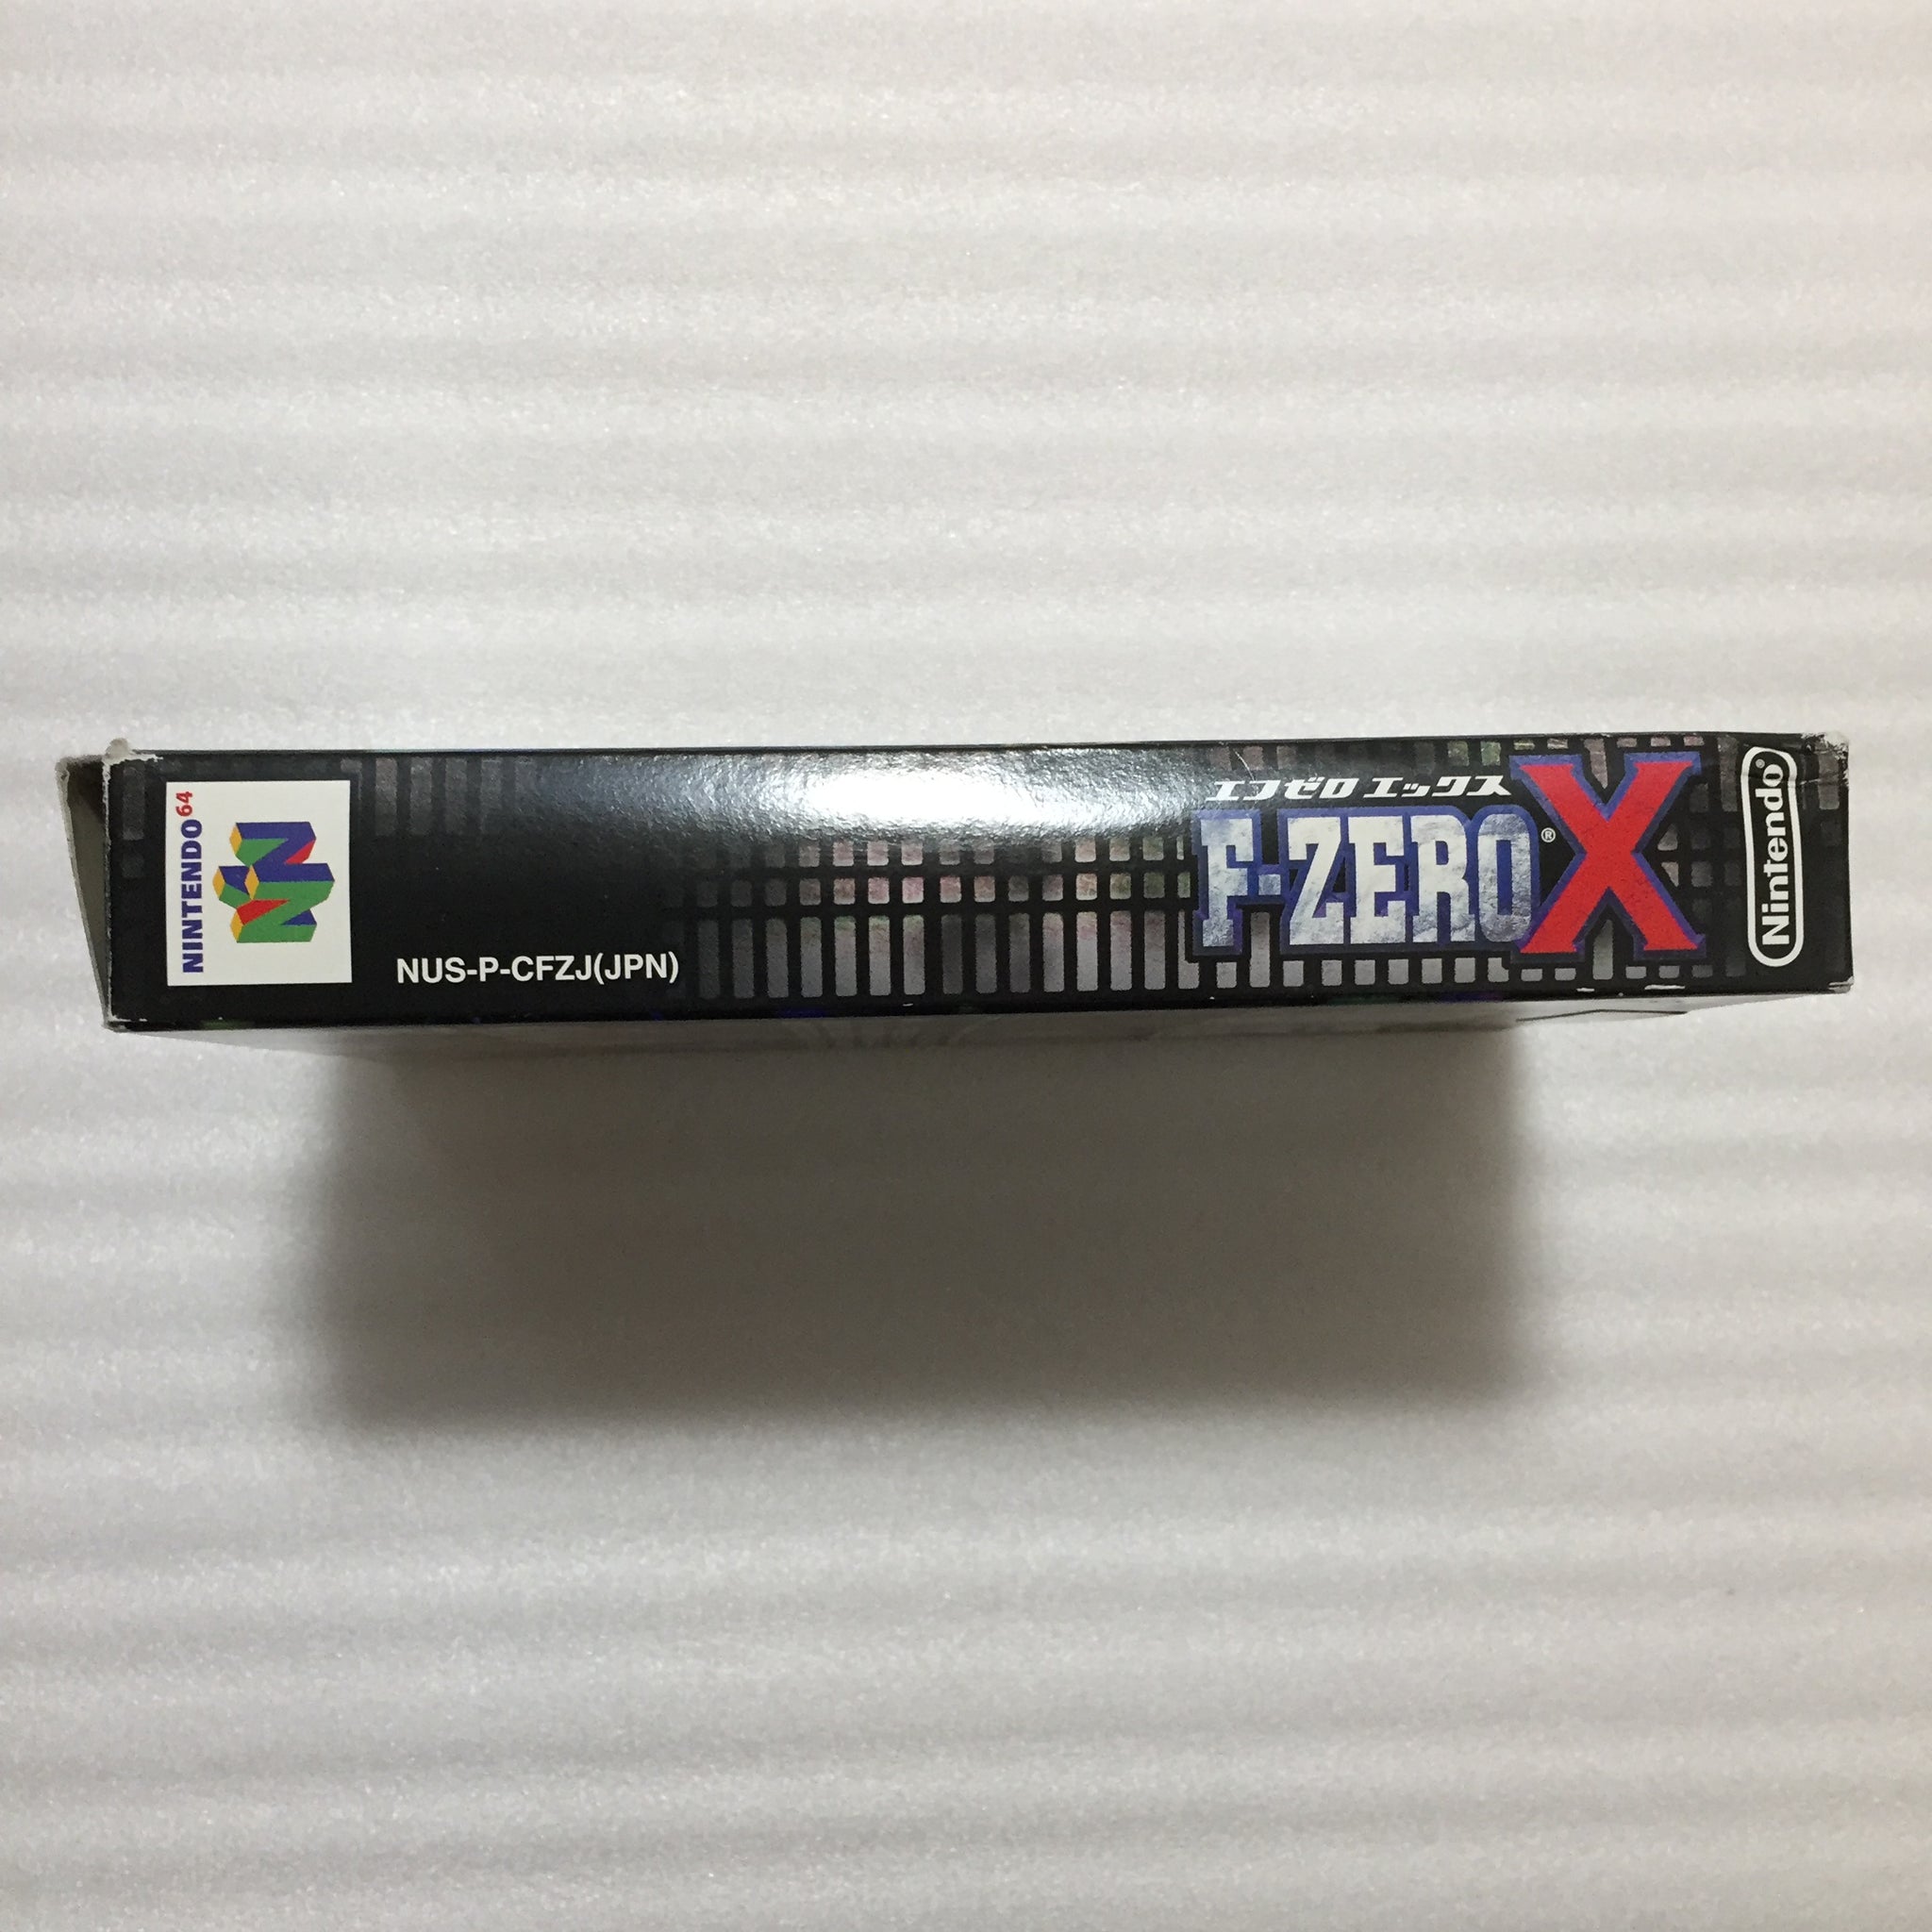 NINTENDO64
NUS-P-CFZJ(JPN)
エフゼロ エックス
F-ZERO® X
Nintendo®